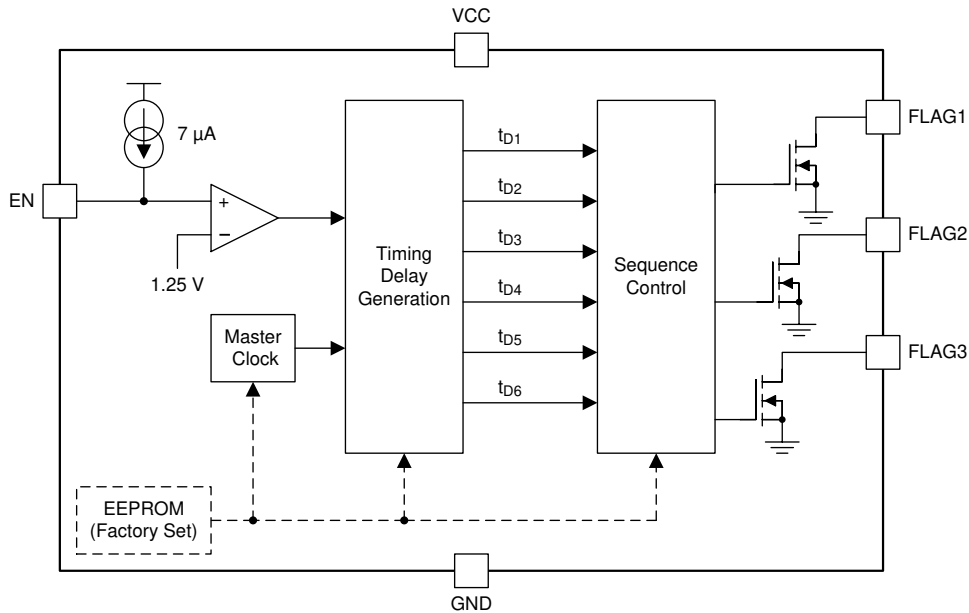 VCC
FLAG1
7 µA
tD1
EN
+
tD2
−
FLAG2
1.25 V
tD3
Timing
Delay
Generation
Sequence
Control
tD4
Master
Clock
tD5
FLAG3
tD6
EEPROM
(Factory Set)
GND